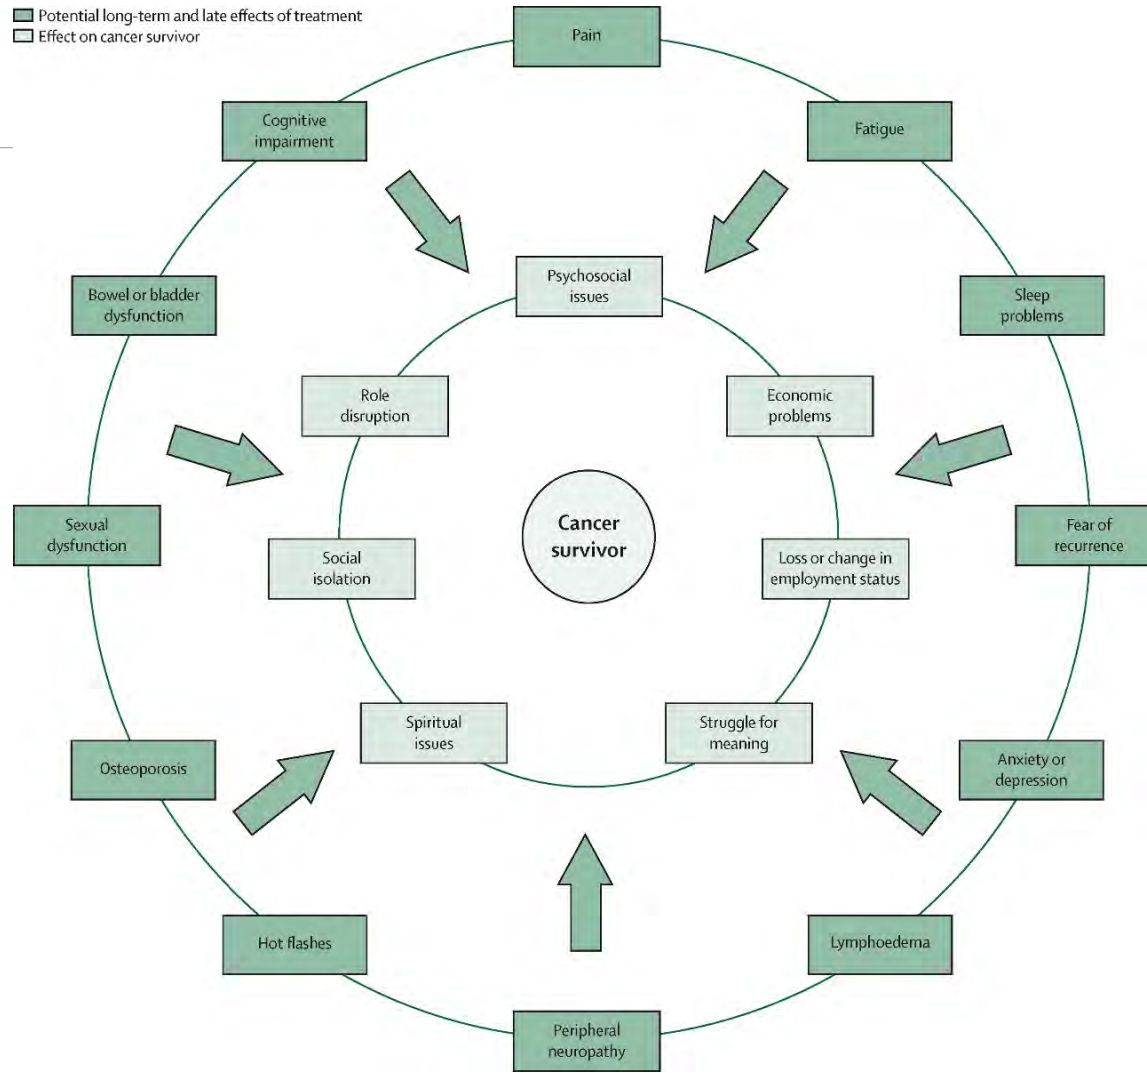 Potential long-term and late effects of treatment
Effect on cancer survivor
Pain
Cognitive
impairment
Fatigue
Psychosocial
issues
Bowel or bladder
dysfunction
Sleep
problems
Role
disruption
Economic
problems
Cancer
survivor
Sexual
dysfunction
Fear of
recurrence
Social
isolation
Loss or change in
employment status
Spiritual
issues
Struggle for
meaning
Osteoporosis
Anxiety or
depression
Hot flashes
Lymphoedema
Peripheral
neuropathy